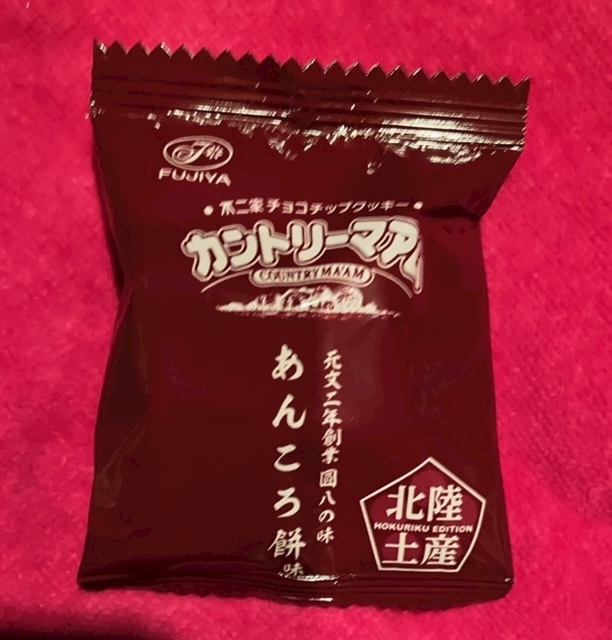 FUJIYA
● 不二家チョコチップクッキー ●
カントリーマアム
COUNTRY MA'AM
元文二年創業圓八の味
あんころ餅味
北陸
HOKURIKU EDITION
土産